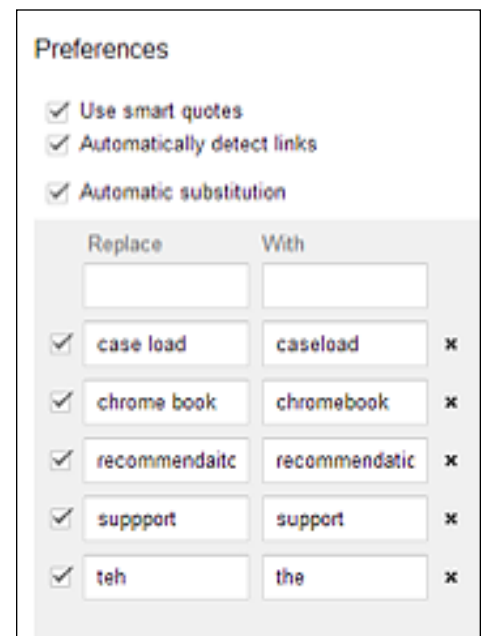 Preferences
Use smart quotes
Automatically detect links
Automatic substitution
Replace With
case load caseload
chrome book chromebook
recommendaitc recommendatic
suppport support
teh the